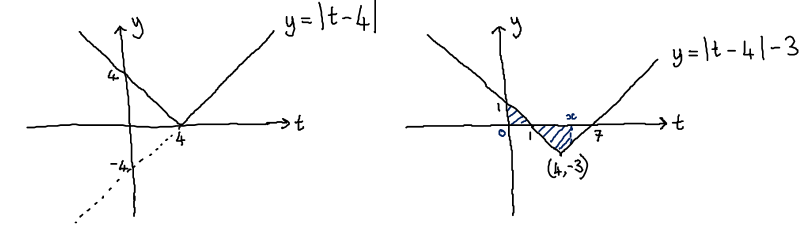 y = |t-4|
y
4
4
-4
t
y = |t-4|-3
y
1
0
1
x
7
t
(4,-3)